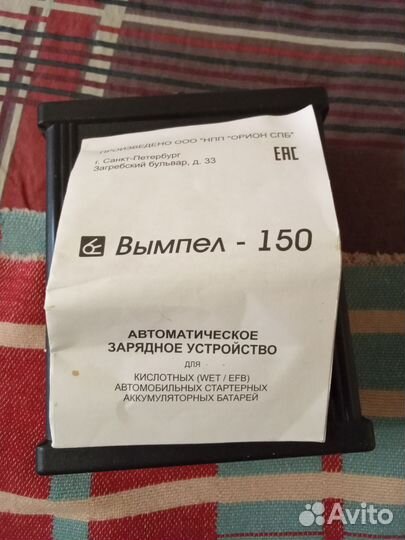 ПРОИЗВЕДЕНО ООО "НПП "ОРИОН СПБ"
г. Санкт-Петербург
Загребский бульвар, д. 33
EAC
Вымпел - 150
АВТОМАТИЧЕСКОЕ
ЗАРЯДНОЕ УСТРОЙСТВО
ДЛЯ
КИСЛОТНЫХ (WET / EFB)
АВТОМОБИЛЬНЫХ СТАРТЕРНЫХ
АККУМУЛЯТОРНЫХ БАТАРЕЙ
Avito